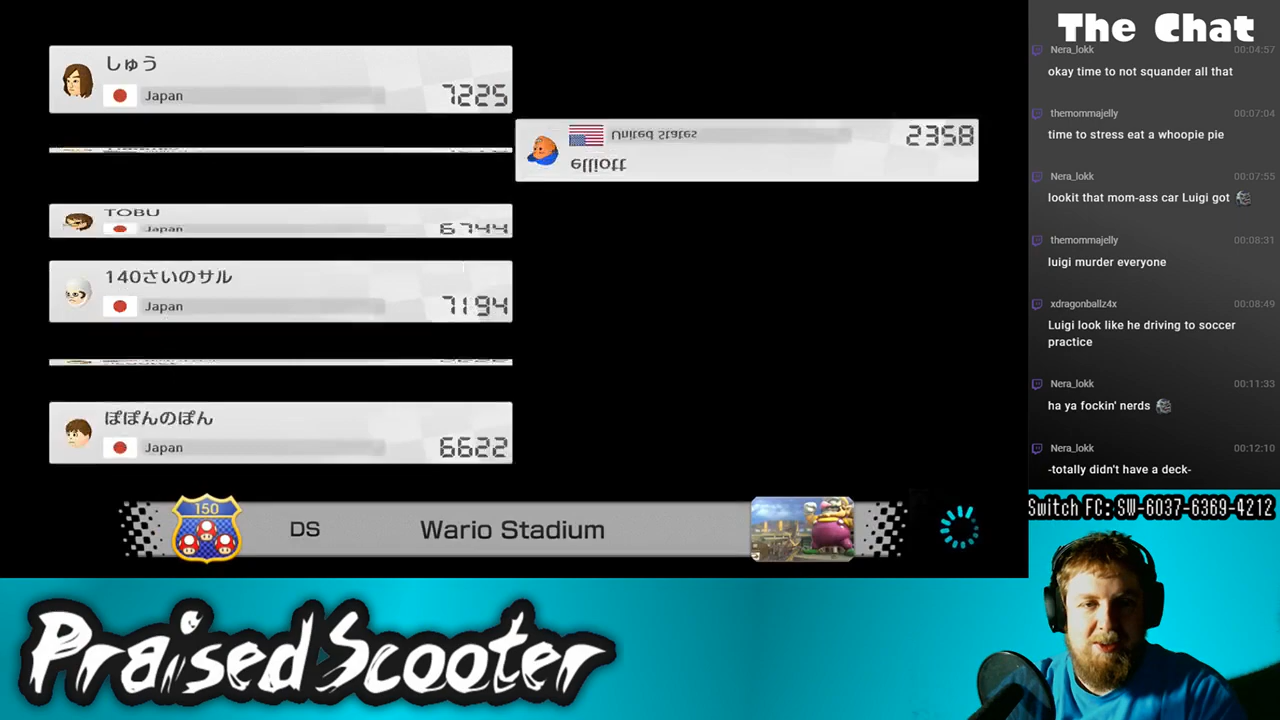 The Chat
しゅう
Japan
7225
United States
2328
elliott
TOBU
Japan
6744
140さいのサル
Japan
7194
ぽぽんのぽん
Japan
6622
150
DS
Wario Stadium
Nera_lokk 00:04:57
okay time to not squander all that
themommajelly 00:07:04
time to stress eat a whoopie pie
Nera_lokk 00:07:55
lookit that mom-ass car Luigi got
themommajelly 00:08:31
luigi murder everyone
xdragonballz4x 00:08:49
Luigi look like he driving to soccer
practice
Nera_lokk 00:11:33
ha ya fockin' nerds
Nera_lokk 00:12:10
-totally didn't have a deck-
Switch FC: SW-6037-6369-4212
PraisedScooter